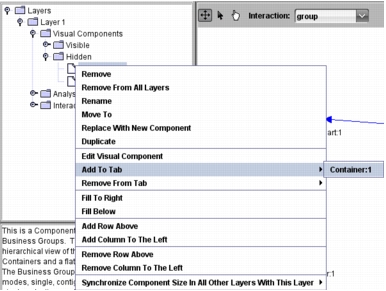 Layers
Interaction: group
Layer 1
Visual Components
Visible
Hidden
Remove
Remove From All Layers
Analys
Rename
Interac
Move To
Replace With New Component
art:1
Duplicate
Edit Visual Component
Add To Tab
Container:1
Remove From Tab
Fill To Right
Fill Below
This is a Component
Add Row Above
Business Groups. T
Add Column To The Left
hierarchical view of th
Containers and a flat
Remove Row Above
The Business Group
Remove Column To The Left
r:1
modes, single, conti
Synchronize Component Size In All Other Layers With This Layer